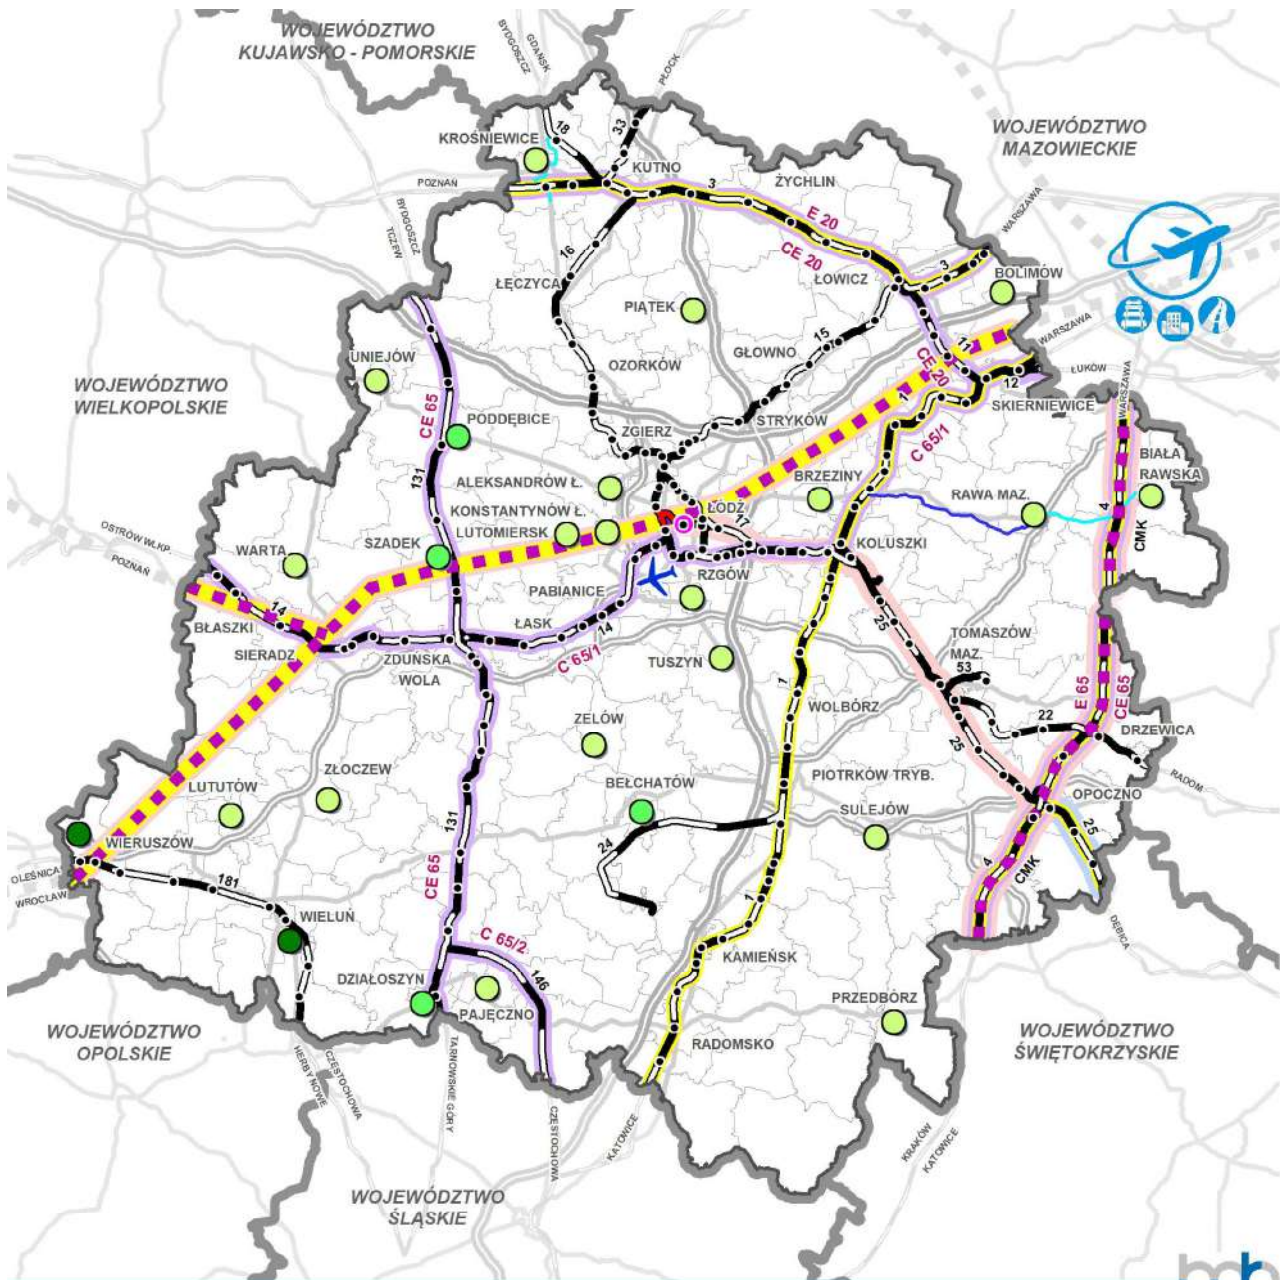 WOJEWÓDZTWO
KUJAWSKO - POMORSKIE
BYDGOSZCZ
GDAŃSK
PŁOCK
WOJEWÓDZTWO
MAZOWIECKIE
KROŚNIEWICE
18
33
KUTNO
POZNAŃ
3
ŻYCHLIN
BYDGOSZCZ
TCZEW
E 20
CE 20
WARSZAWA
16
ŁĘCZYCA
ŁOWICZ
3
BOLIMÓW
PIĄTEK
15
GŁOWNO
11
WARSZAWA
UNIEJÓW
OZORKÓW
CE 20
ŁUKÓW
12
WOJEWÓDZTWO
WIELKOPOLSKIE
CE 65
1
SKIERNIEWICE
WARSZAWA
PODDĘBICE
ZGIERZ
STRYKÓW
C 65/1
BIAŁA
RAWSKA
131
ALEKSANDRÓW Ł.
BRZEZINY
RAWA MAZ.
4
KONSTANTYNÓW Ł.
ŁÓDŹ
LUTOMIERSK
17
CMK
OSTRÓW WLKP.
POZNAŃ
SZADEK
KOLUSZKI
WARTA
RZGÓW
PABIANICE
14
BŁASZKI
ŁASK
14
25
TOMASZÓW
MAZ.
SIERADZ
ZDUŃSKA
WOLA
C 65/1
TUSZYN
53
E 65
CE 65
1
WOLBÓRZ
22
ZELÓW
DRZEWICA
25
ZŁOCZEW
BEŁCHATÓW
PIOTRKÓW TRYB.
RADOM
LUTUTÓW
SULEJÓW
OPOCZNO
131
25
WIERUSZÓW
24
4
CMK
OLEŚNICA
WROCŁAW
181
CE 65
1
WIELUŃ
C 65/2
DĘBICA
KAMIEŃSK
DZIAŁOSZYN
146
PAJĘCZNO
PRZEDBÓRZ
WOJEWÓDZTWO
OPOLSKIE
RADOMSKO
WOJEWÓDZTWO
ŚWIĘTOKRZYSKIE
HERBY NOWE
CZĘSTOCHOWA
TARNOWSKIE GÓRY
CZĘSTOCHOWA
KATOWICE
KRAKÓW
KATOWICE
WOJEWÓDZTWO
ŚLĄSKIE